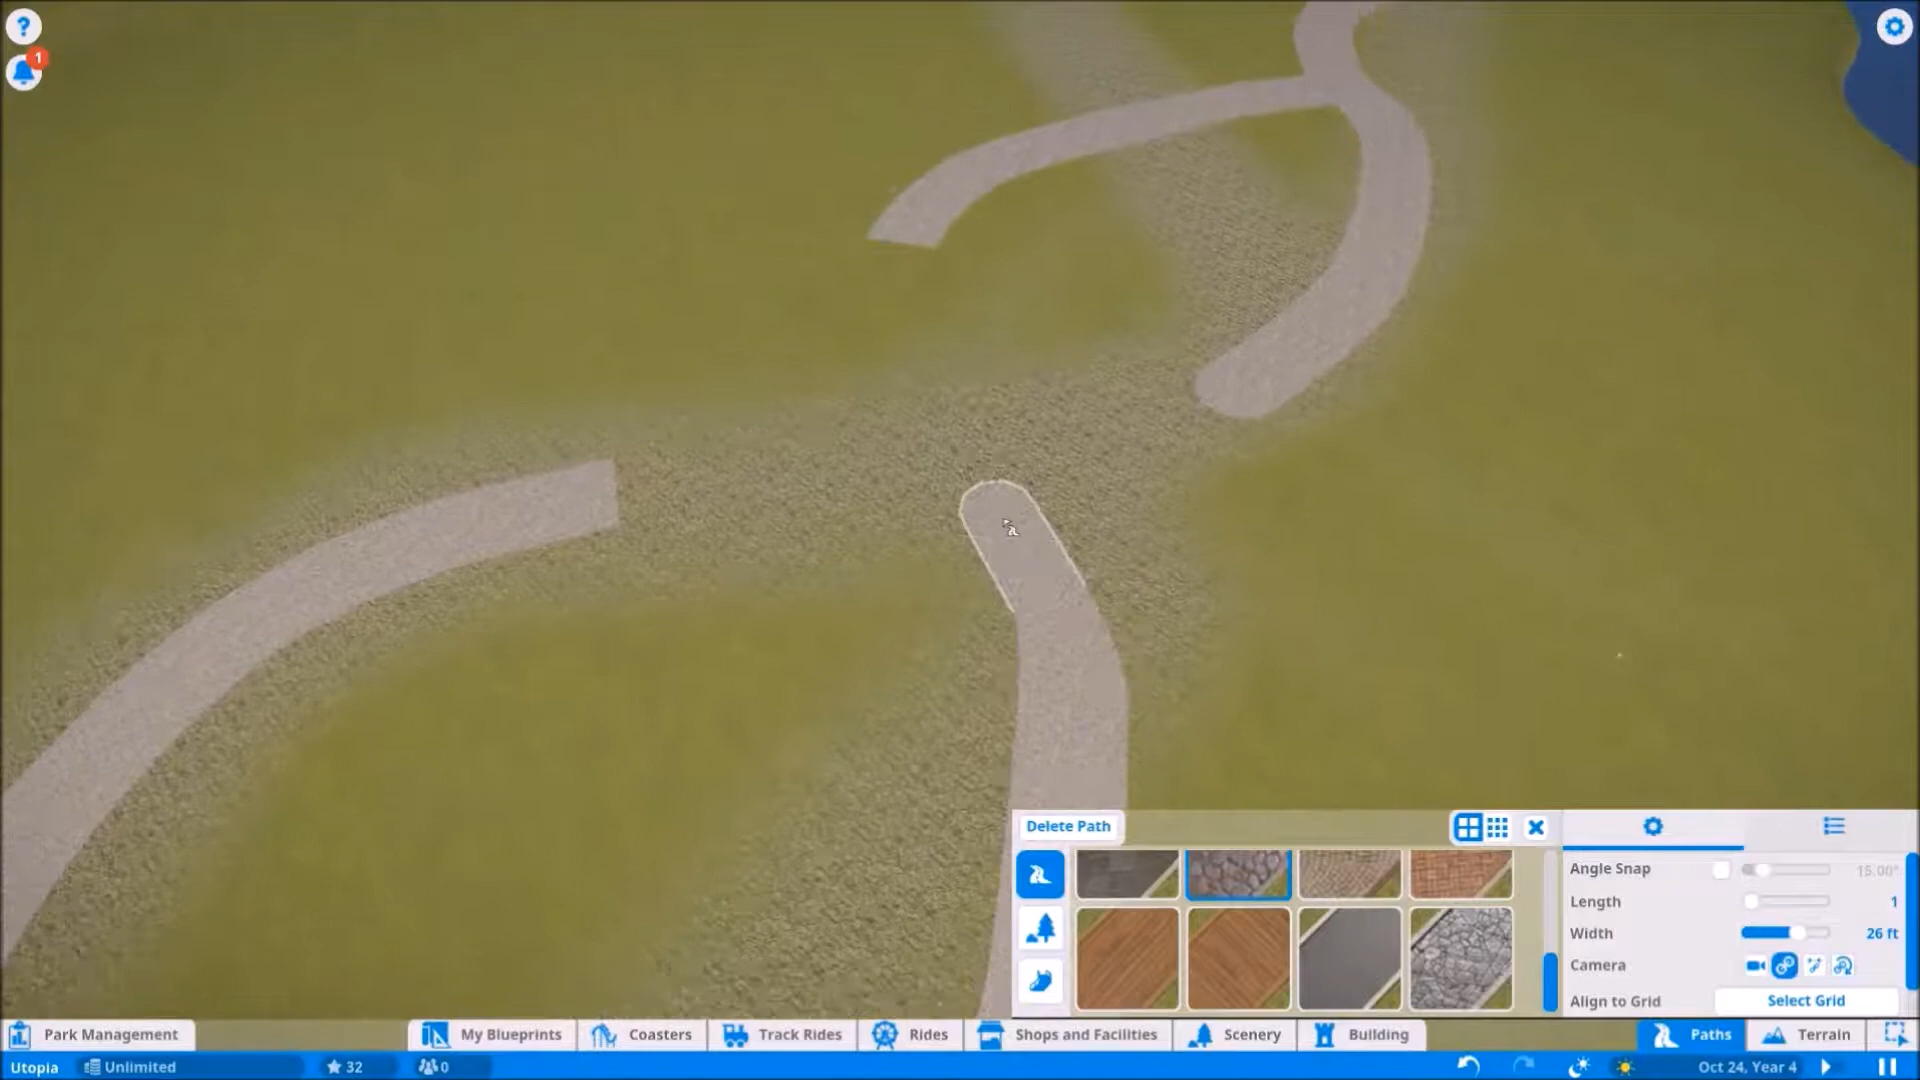 ?
1
Delete Path
Angle Snap 15.00°
Length 1
Width 26 ft
Camera
Align to Grid Select Grid
Park Management My Blueprints Coasters Track Rides Rides Shops and Facilities Scenery Building Paths Terrain
Utopia Unlimited 32 0 Oct 24, Year 4